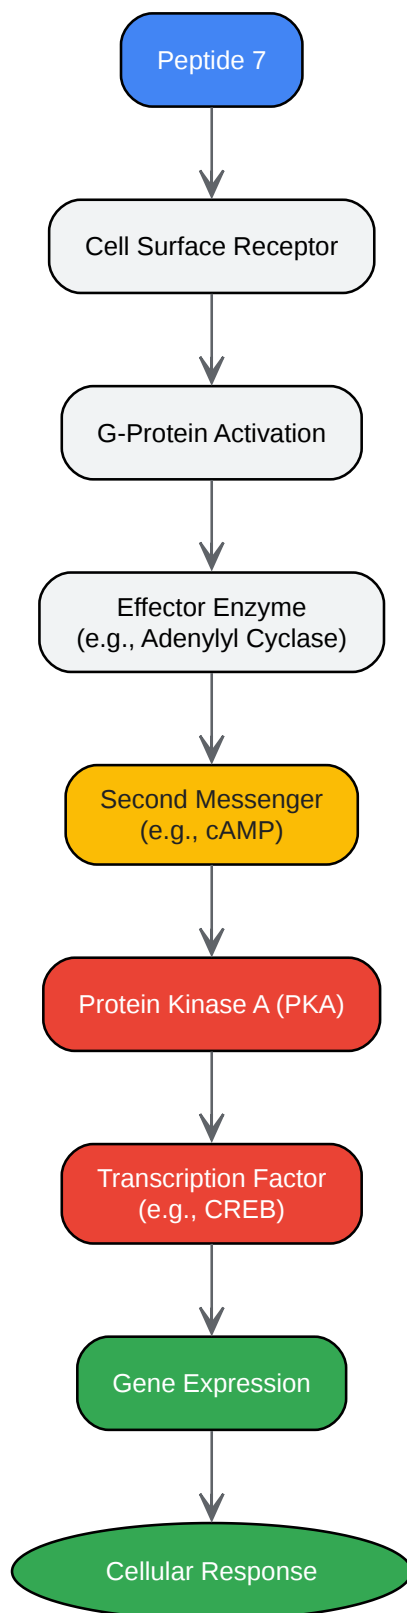 Peptide 7
Cell Surface Receptor
G-Protein Activation
Effector Enzyme
(e.g., Adenylyl Cyclase)
Second Messenger
(e.g., cAMP)
Protein Kinase A (PKA)
Transcription Factor
(e.g., CREB)
Gene Expression
Cellular Response